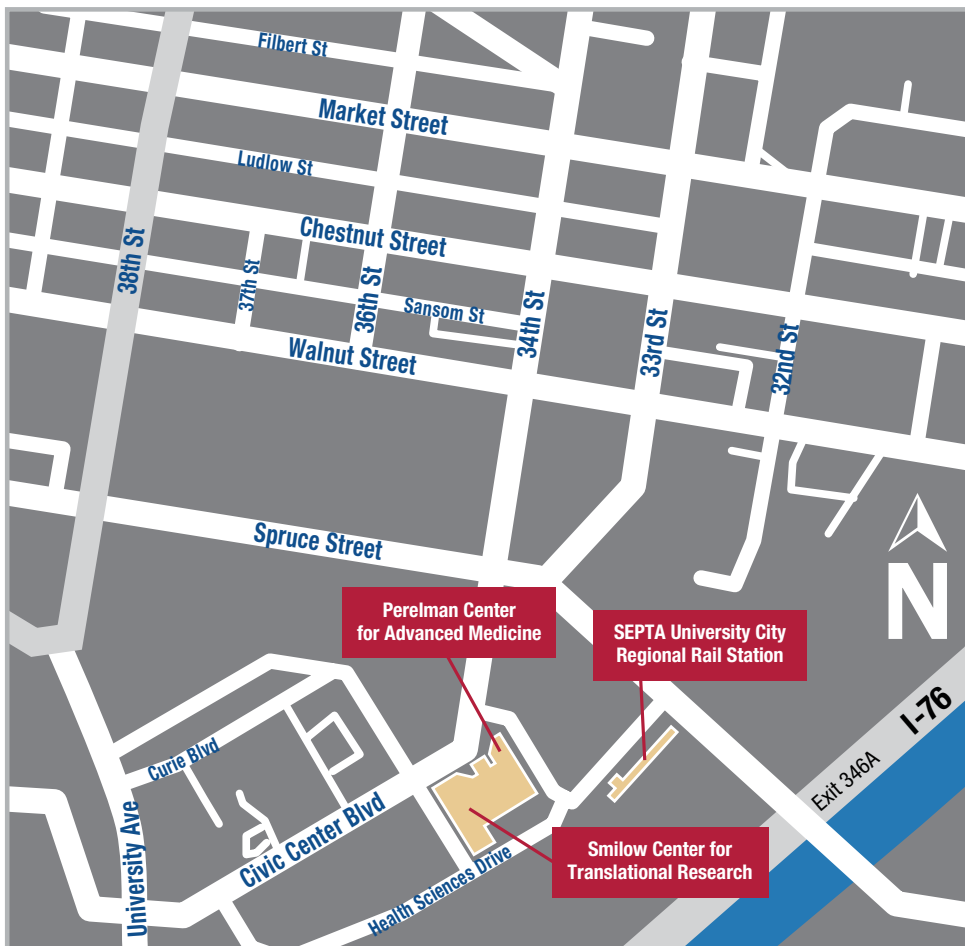 Filbert St
Market Street
Ludlow St
Chestnut Street
38th St
37th St
36th St
Sansom St
34th St
33rd St
32nd St
Walnut Street
Spruce Street
N
Perelman Center
for Advanced Medicine
SEPTA University City
Regional Rail Station
I-76
Exit 346A
Curie Blvd
University Ave
Civic Center Blvd
Health Sciences Drive
Smilow Center for
Translational Research